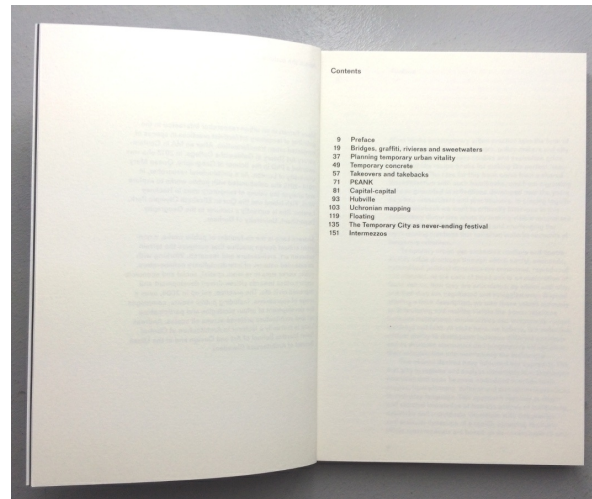 Contents
9 Preface
19 Bridges, graffiti, rivieras and sweetwaters
37 Planning temporary urban vitality
49 Temporary concrete
57 Takeovers and takebacks
71 P£ANK
81 Capital-capital
93 Hubville
103 Uchronian mapping
119 Floating
135 The Temporary City as never-ending festival
151 Intermezzos